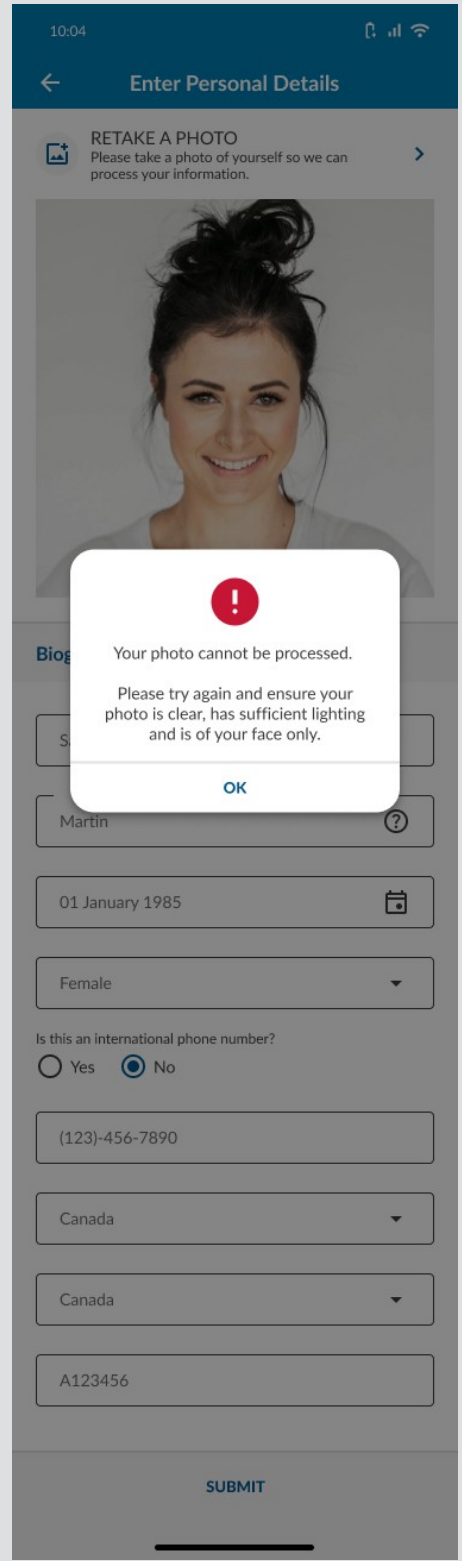 10:04
Enter Personal Details
RETAKE A PHOTO
Please take a photo of yourself so we can
process your information.
Your photo cannot be processed.
Please try again and ensure your
photo is clear, has sufficient lighting
and is of your face only.
OK
Martin
01 January 1985
Female
Is this an international phone number?
Yes No
(123)-456-7890
Canada
Canada
A123456
SUBMIT